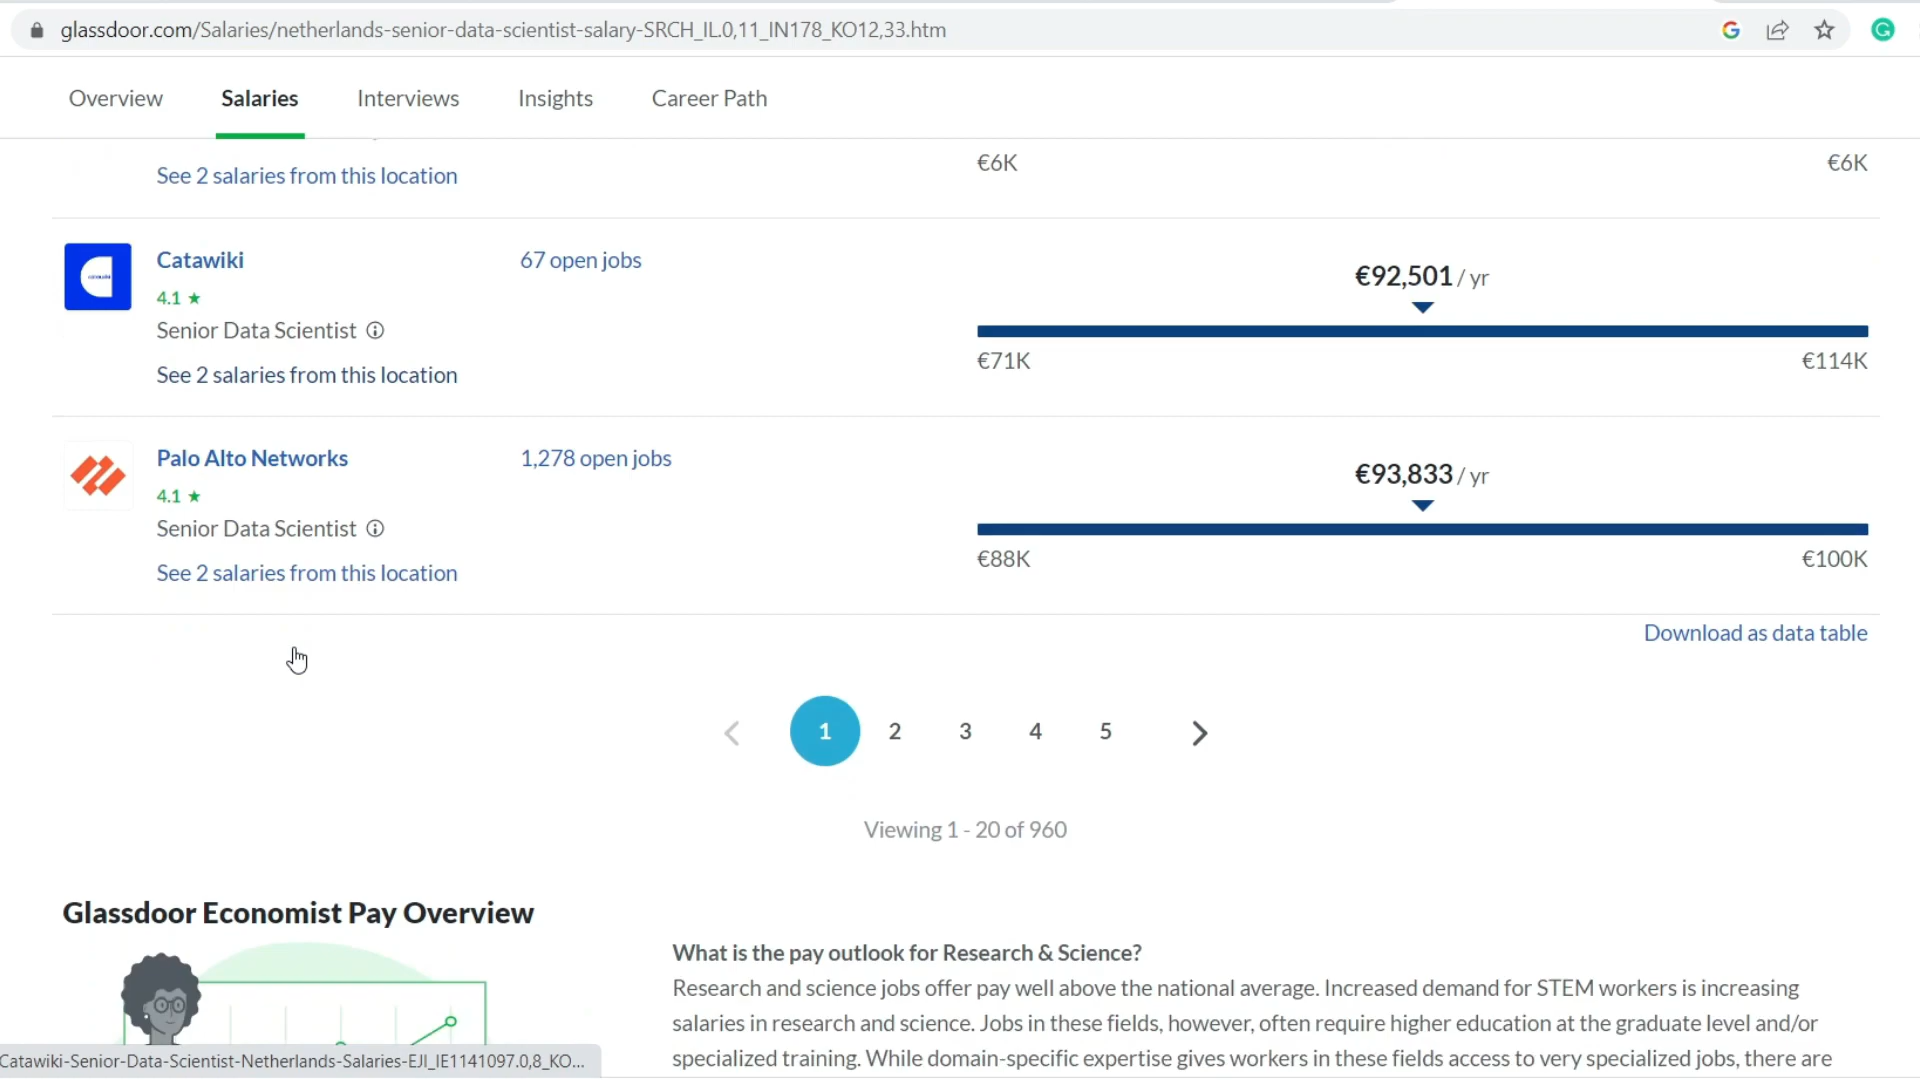 glassdoor.com/Salaries/netherlands-senior-data-scientist-salary-SRCH_IL.0,11_IN178_KO12,33.htm
Overview Salaries Interviews Insights Career Path
€6K €6K
See 2 salaries from this location
Catawiki 67 open jobs
€92,501 / yr
4.1 ★
Senior Data Scientist
€71K €114K
See 2 salaries from this location
Palo Alto Networks 1,278 open jobs
€93,833 / yr
4.1 ★
Senior Data Scientist
€88K €100K
See 2 salaries from this location
Download as data table
1 2 3 4 5
Viewing 1 - 20 of 960
Glassdoor Economist Pay Overview
What is the pay outlook for Research & Science?
Research and science jobs offer pay well above the national average. Increased demand for STEM workers is increasing
salaries in research and science. Jobs in these fields, however, often require higher education at the graduate level and/or
specialized training. While domain-specific expertise gives workers in these fields access to very specialized jobs, there are
Catawiki-Senior-Data-Scientist-Netherlands-Salaries-EJI_IE1141097.0,8_KO...